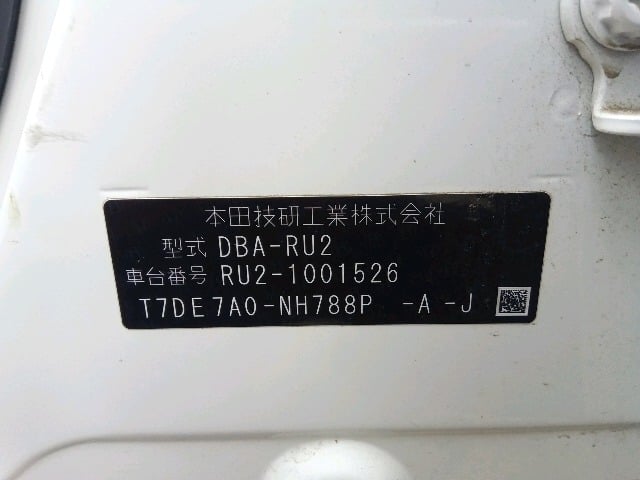 本田技研工業株式会社
型式 DBA-RU2
車台番号 RU2-1001526
T7DE7A0-NH788P -A -J